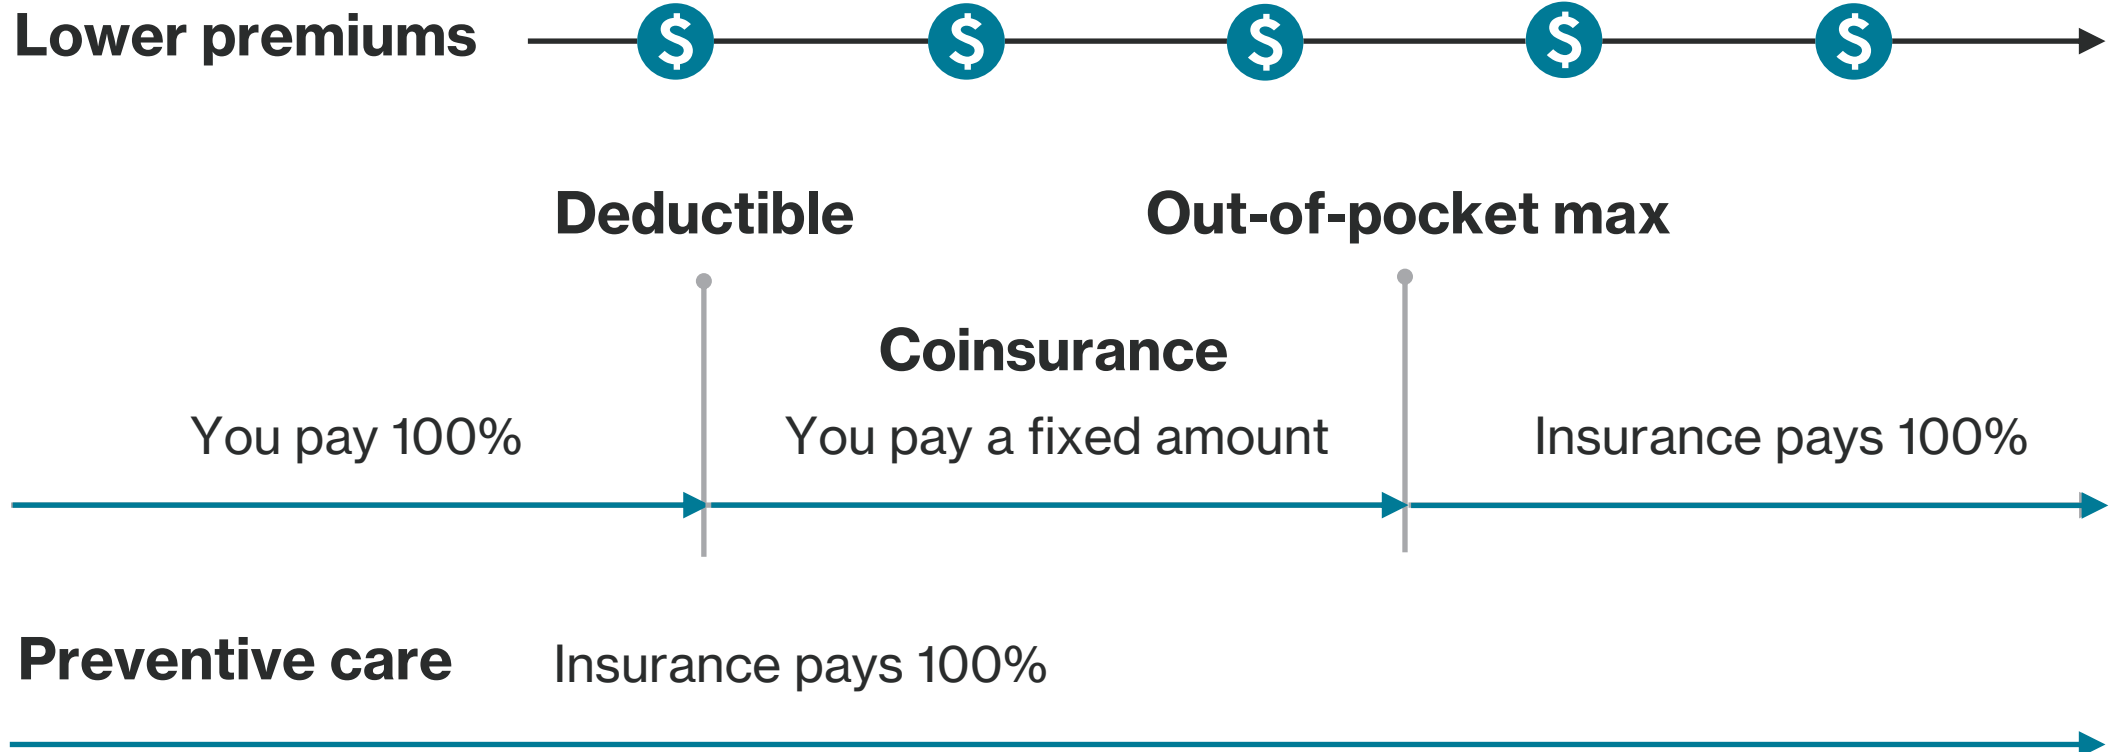 Lower premiums
$ $ $ $ $
Deductible
Out-of-pocket max
Coinsurance
You pay 100%
You pay a fixed amount
Insurance pays 100%
Preventive care
Insurance pays 100%